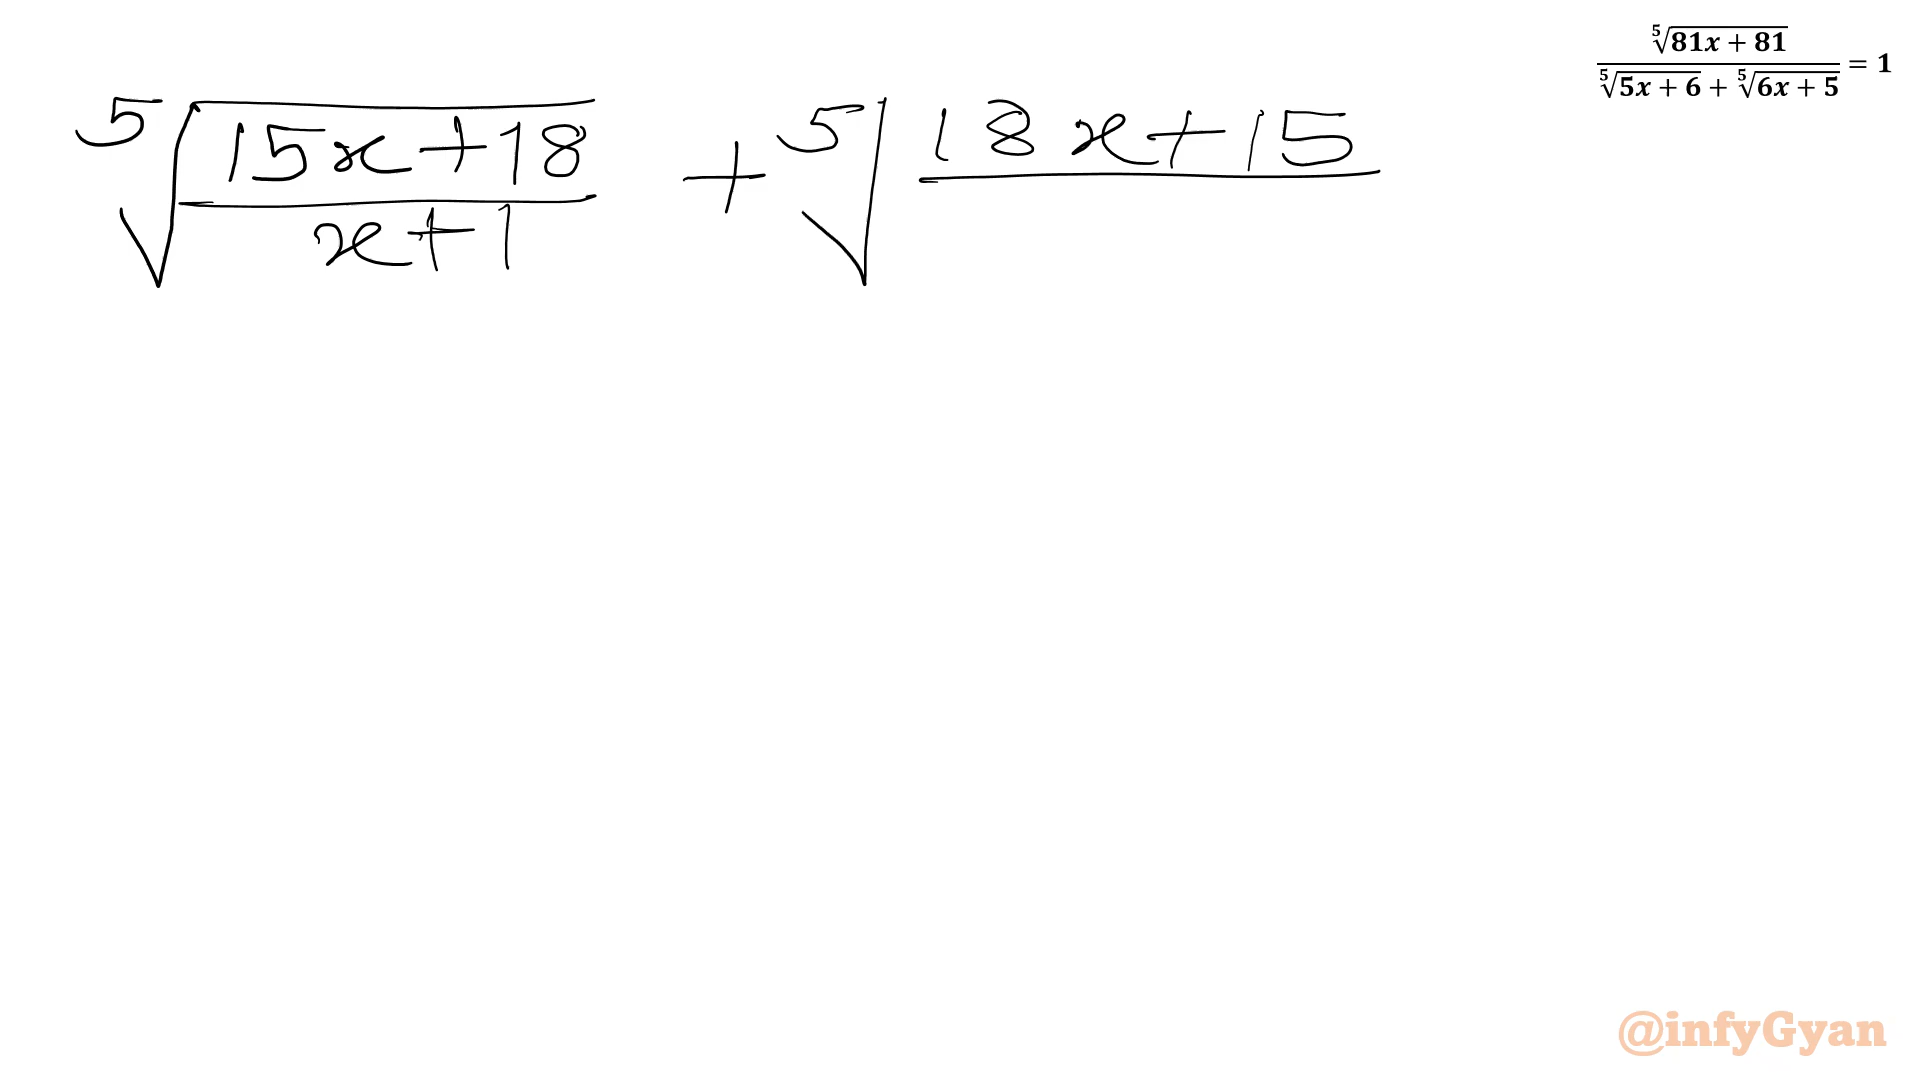 ⁵√(81x + 81) / (⁵√(5x + 6) + ⁵√(6x + 5)) = 1
⁵√((15x+18)/(x+1)) + ⁵√(18x+15)/
@infyGyan